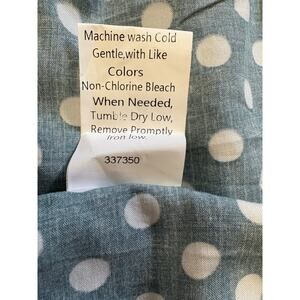 Machine wash Cold
Gentle,with Like
Colors
Non-Chlorine Bleach
When Needed,
Tumble Dry Low,
Remove Promptly
Iron low.
337350